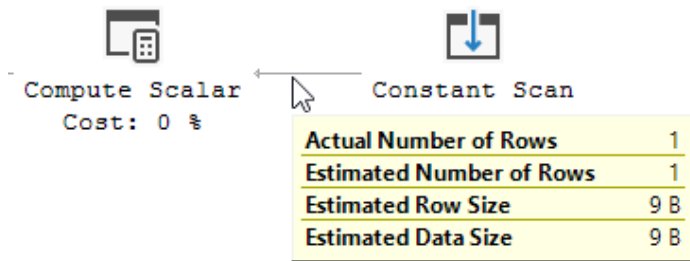 Compute Scalar
Cost: 0 %
Constant Scan
Actual Number of Rows 1
Estimated Number of Rows 1
Estimated Row Size 9 B
Estimated Data Size 9 B